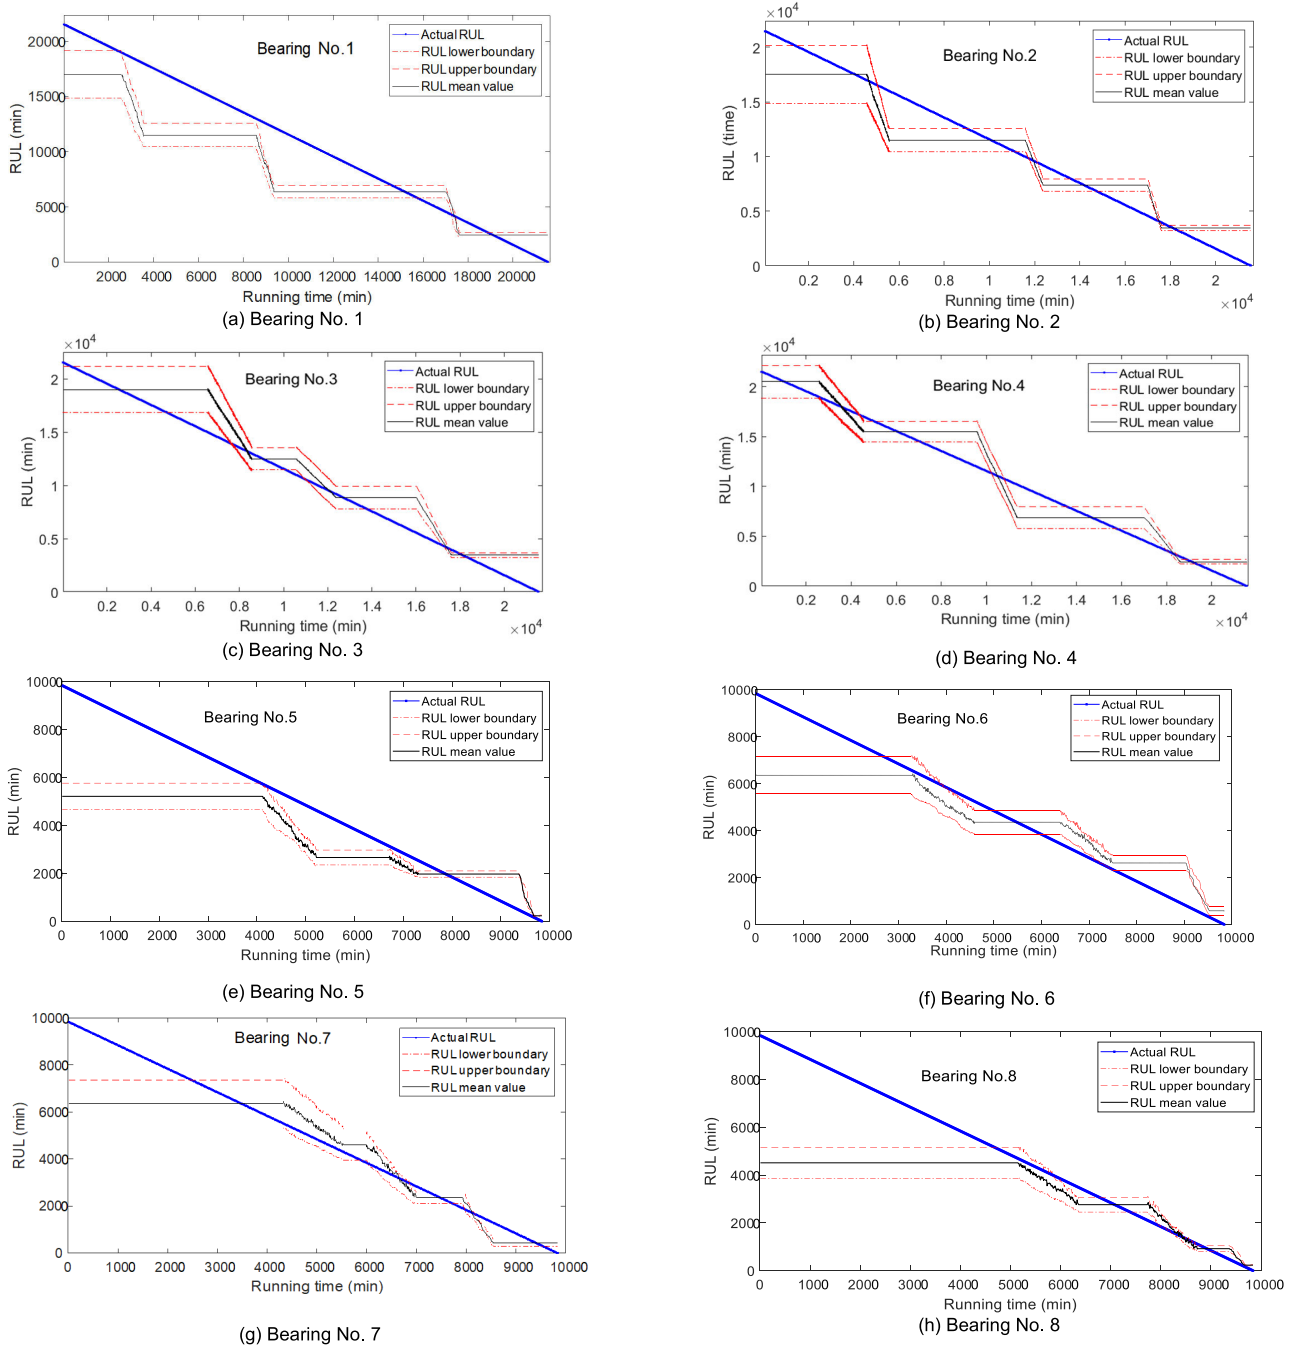 Bearing No.1
Actual RUL
RUL lower boundary
RUL upper boundary
RUL mean value
20000
15000
10000
5000
0
RUL (min)
2000 4000 6000 8000 10000 12000 14000 16000 18000 20000
Running time (min)
(a) Bearing No. 1
×10⁴
Bearing No.2
Actual RUL
RUL lower boundary
RUL upper boundary
RUL mean value
2
1.5
1
0.5
0
RUL (time)
0.2 0.4 0.6 0.8 1 1.2 1.4 1.6 1.8 2
Running time (min)
×10⁴
(b) Bearing No. 2
×10⁴
Bearing No.3
Actual RUL
RUL lower boundary
RUL upper boundary
RUL mean value
2
1.5
1
0.5
0
RUL (min)
0.2 0.4 0.6 0.8 1 1.2 1.4 1.6 1.8 2
Running time (min)
×10⁴
(c) Bearing No. 3
×10⁴
Bearing No.4
Actual RUL
RUL lower boundary
RUL upper boundary
RUL mean value
2
1.5
1
0.5
0
RUL (min)
0.2 0.4 0.6 0.8 1 1.2 1.4 1.6 1.8 2
Running time (min)
×10⁴
(d) Bearing No. 4
Bearing No.5
Actual RUL
RUL lower boundary
RUL upper boundary
RUL mean value
10000
8000
6000
4000
2000
0
RUL (min)
0 1000 2000 3000 4000 5000 6000 7000 8000 9000 10000
Running time (min)
(e) Bearing No. 5
Bearing No.6
Actual RUL
RUL lower boundary
RUL upper boundary
RUL mean value
10000
8000
6000
4000
2000
0
RUL (min)
0 1000 2000 3000 4000 5000 6000 7000 8000 9000 10000
Running time (min)
(f) Bearing No. 6
Bearing No.7
Actual RUL
RUL lower boundary
RUL upper boundary
RUL mean value
10000
8000
6000
4000
2000
0
RUL (min)
0 1000 2000 3000 4000 5000 6000 7000 8000 9000 10000
Running time (min)
(g) Bearing No. 7
Bearing No.8
Actual RUL
RUL lower boundary
RUL upper boundary
RUL mean value
10000
8000
6000
4000
2000
0
RUL (min)
0 1000 2000 3000 4000 5000 6000 7000 8000 9000 10000
Running time (min)
(h) Bearing No. 8